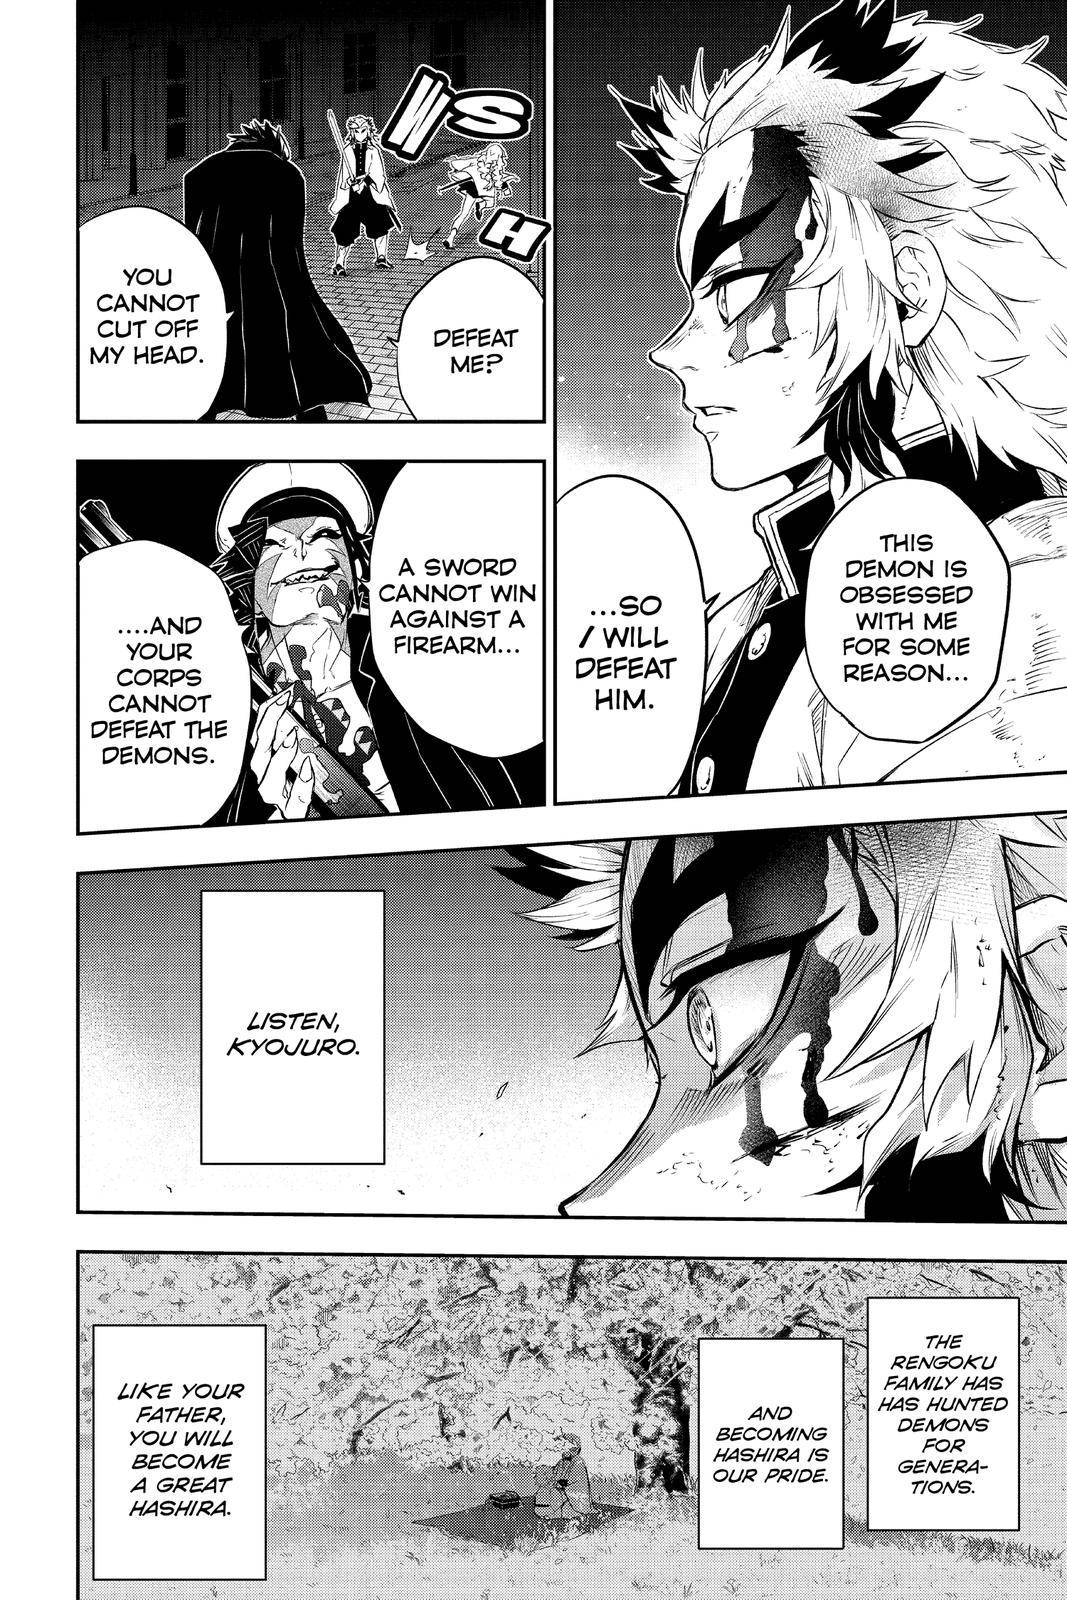 THIS
DEMON IS
OBSESSED
WITH ME
FOR SOME
REASON...
...SO
I WILL
DEFEAT
HIM.
WSH
DEFEAT
ME?
YOU
CANNOT
CUT OFF
MY HEAD.
A SWORD
CANNOT WIN
AGAINST A
FIREARM...
....AND
YOUR
CORPS
CANNOT
DEFEAT THE
DEMONS.
LISTEN,
KYOJURO.
THE
RENGOKU
FAMILY HAS
HAS HUNTED
DEMONS
FOR
GENERA-
TIONS.
AND
BECOMING
HASHIRA IS
OUR PRIDE.
LIKE YOUR
FATHER,
YOU WILL
BECOME
A GREAT
HASHIRA.